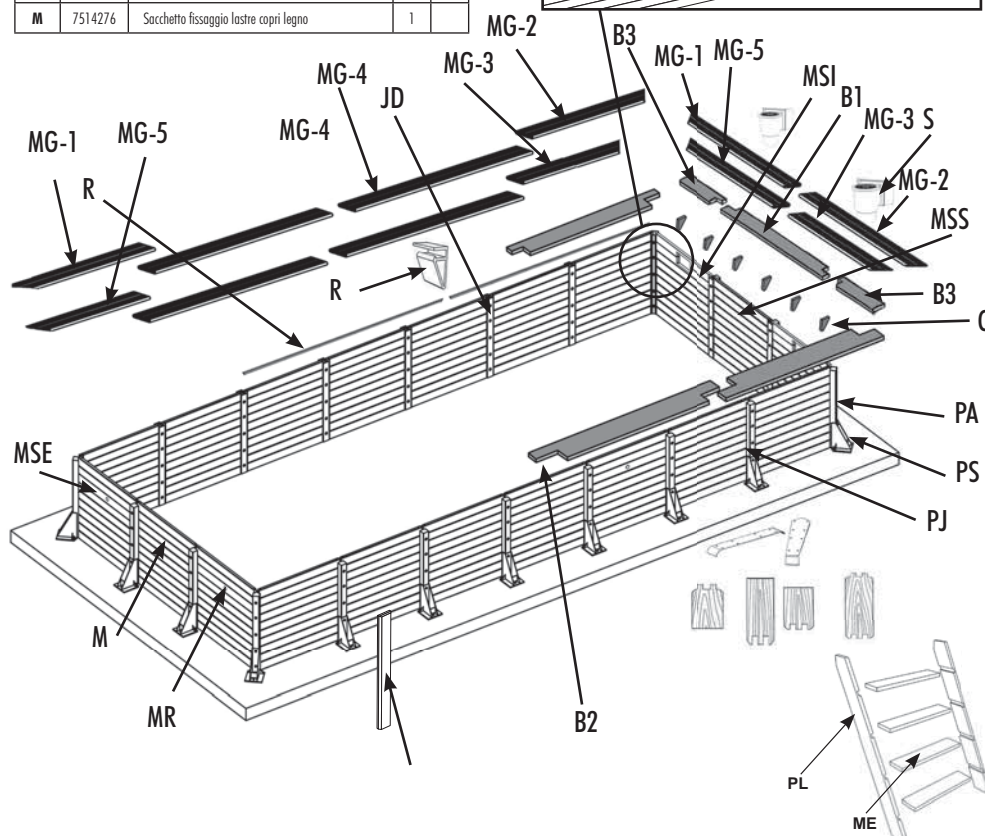 M 7514276 Sacchetto fissaggio lastre copri legno 1
MG-2
B3
MG-1 MG-5
MSI
B1
MG-3 S
MG-2
MSS
MG-4
JD
MG-3
MG-4
MG-1
MG-5
R
R
B3
C
PA
PS
PJ
MSE
M
MR
B2
PL
ME